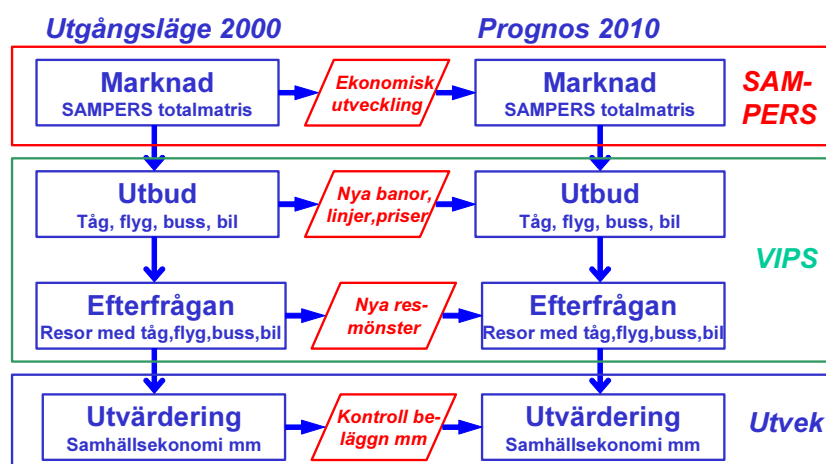 Utgångsläge 2000
Prognos 2010
Marknad
SAMPERS totalmatris
Ekonomisk
utveckling
Marknad
SAMPERS totalmatris
SAM-
PERS
Utbud
Tåg, flyg, buss, bil
Nya banor,
linjer,priser
Utbud
Tåg, flyg, buss, bil
VIPS
Efterfrågan
Resor med tåg,flyg,buss,bil
Nya res-
mönster
Efterfrågan
Resor med tåg,flyg,buss,bil
Utvärdering
Samhällsekonomi mm
Kontroll be-
läggn mm
Utvärdering
Samhällsekonomi mm
Utvek